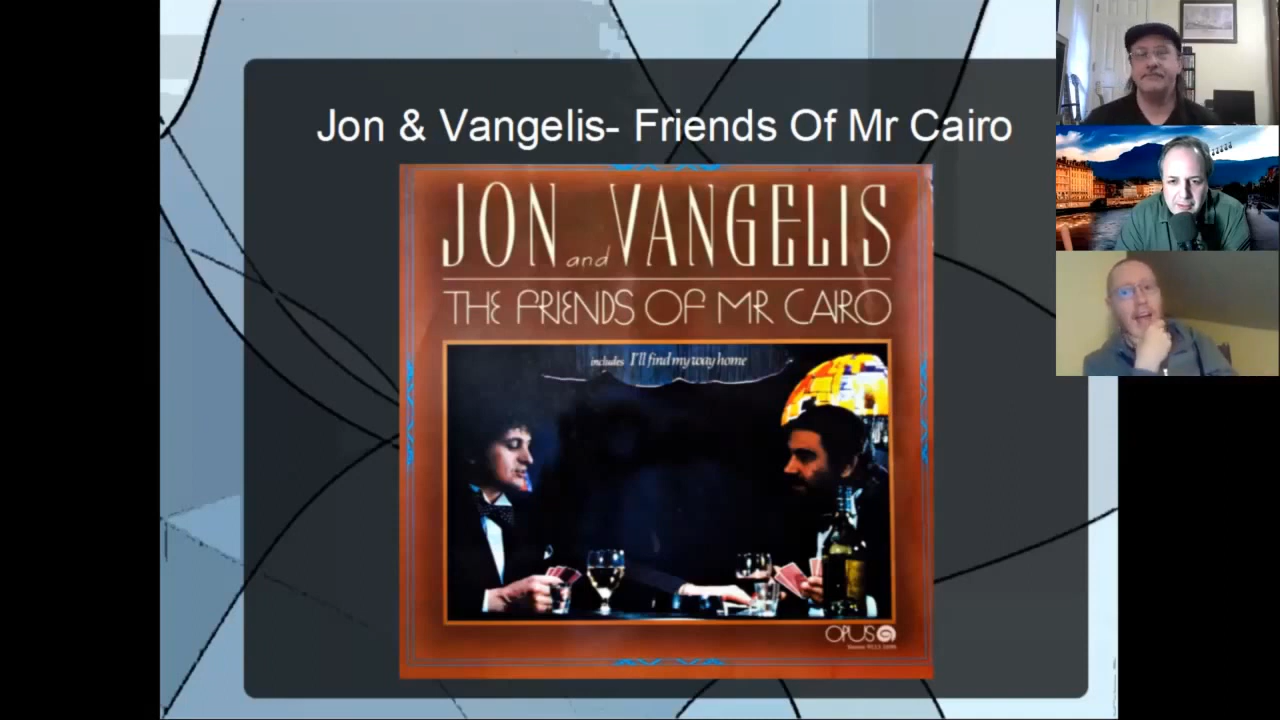 Jon & Vangelis- Friends Of Mr Cairo
JON and VANGELIS
THE FRIENDS OF MR CAIRO
includes I'll find my way home
OPUS